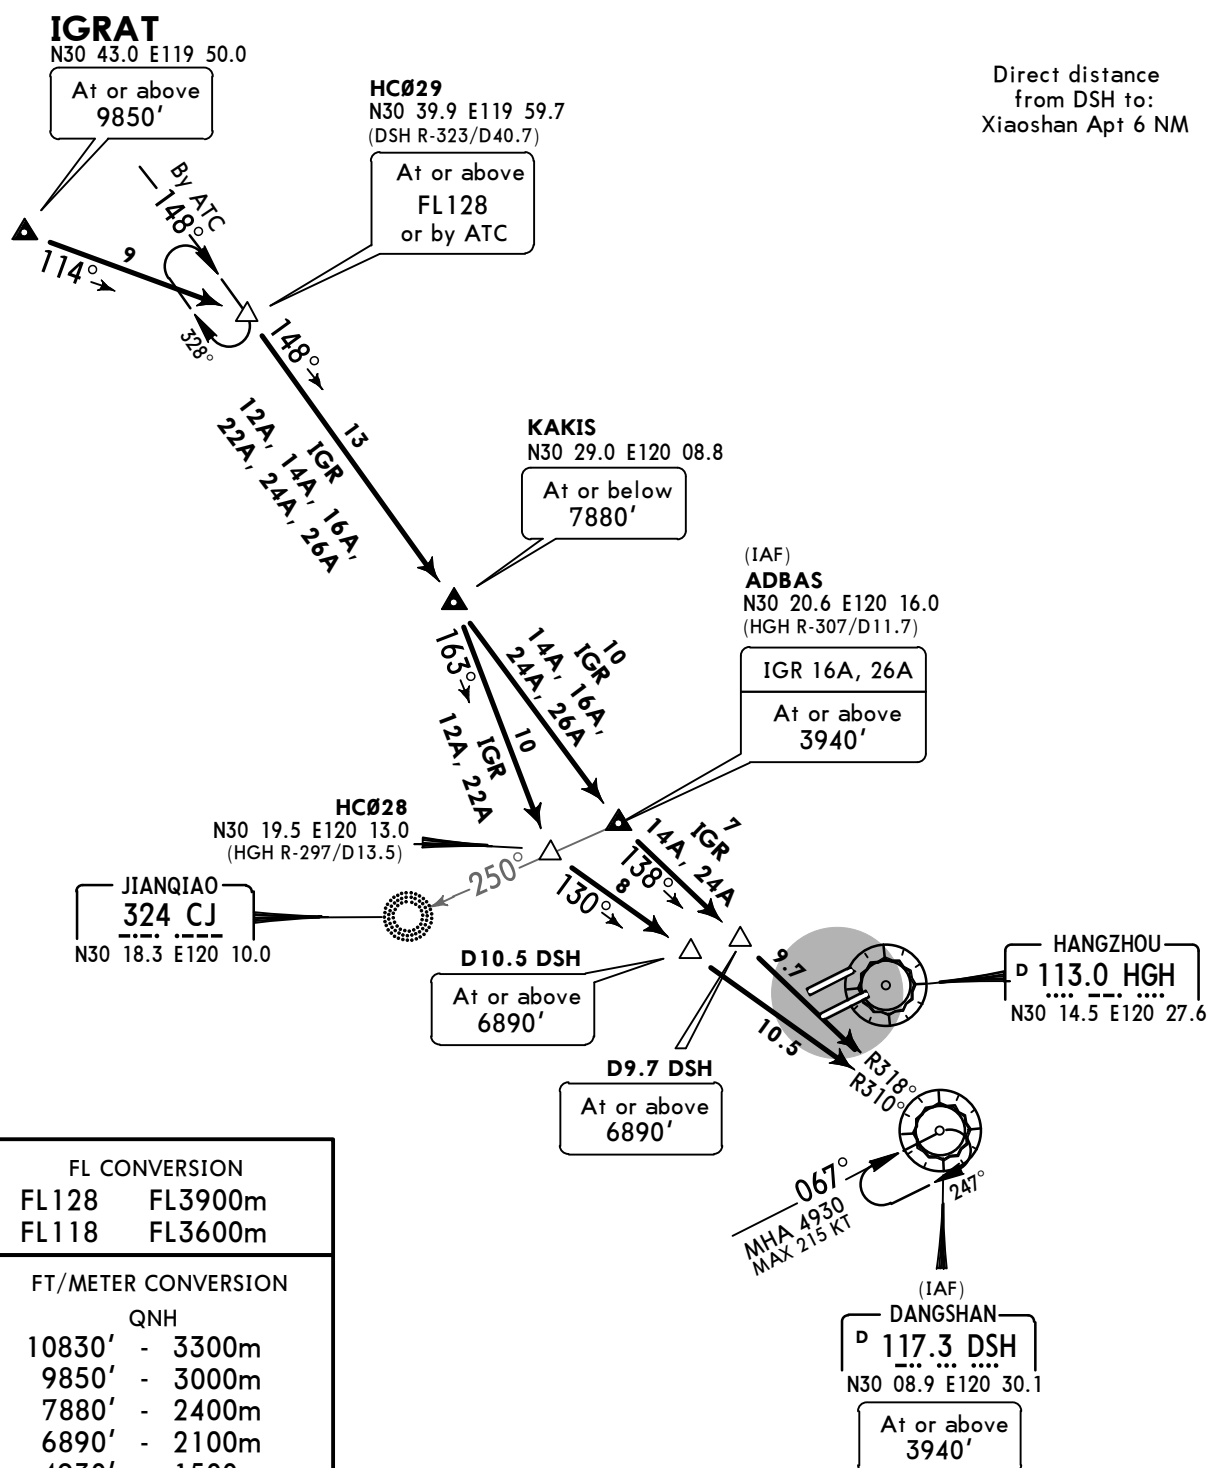 IGRAT
N30 43.0 E119 50.0
At or above
9850'
HCØ29
N30 39.9 E119 59.7
(DSH R-323/D40.7)
At or above
FL128
or by ATC
Direct distance
from DSH to:
Xiaoshan Apt 6 NM
By ATC
148°
9
114°
328°
148°
13
IGR
12A, 14A, 16A,
22A, 24A, 26A
KAKIS
N30 29.0 E120 08.8
At or below
7880'
(IAF)
ADBAS
N30 20.6 E120 16.0
(HGH R-307/D11.7)
IGR 16A, 26A
At or above
3940'
163°
10
IGR
12A, 22A
10
IGR
14A, 16A,
24A, 26A
HCØ28
N30 19.5 E120 13.0
(HGH R-297/D13.5)
250°
JIANQIAO
324 CJ
N30 18.3 E120 10.0
130°
8
138°
7
IGR
14A, 24A
D10.5 DSH
At or above
6890'
D9.7 DSH
At or above
6890'
9.7
10.5
R318°
R310°
HANGZHOU
D 113.0 HGH
N30 14.5 E120 27.6
067°
MHA 4930
MAX 215 KT
247°
(IAF)
DANGSHAN
D 117.3 DSH
N30 08.9 E120 30.1
At or above
3940'
FL CONVERSION
FL128 FL3900m
FL118 FL3600m
FT/METER CONVERSION
QNH
10830' - 3300m
9850' - 3000m
7880' - 2400m
6890' - 2100m
4930' - 1500m